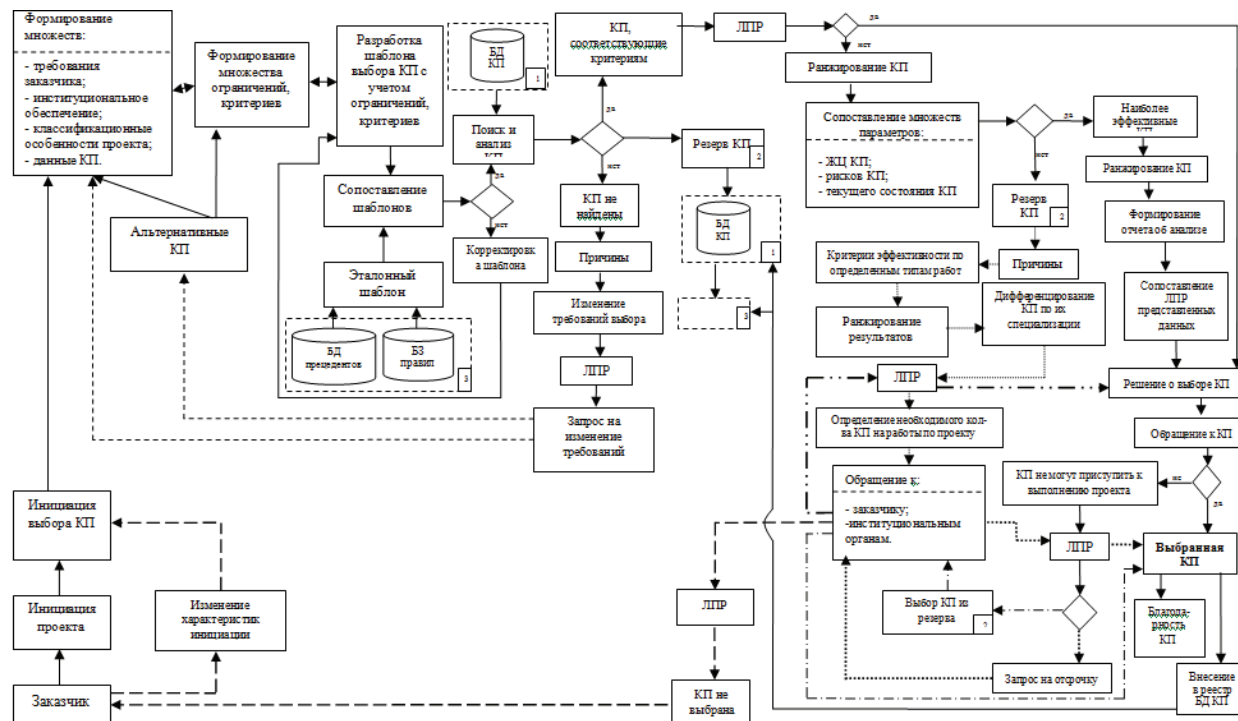 Формирование
множеств:
- требования
заказчика;
- институциональное
обеспечение;
- классификационные
особенности проекта;
- данные КП.
Формирование
множества
ограничений,
критериев
Разработка
шаблона
выбора КП с
учетом
ограничений,
критериев
БД
КП
1
КП,
соответствующие
критериям
ЛПР
да
нет
Ранжирование КП
Сопоставление множеств
параметров:
- ЖЦ КП;
- рисков КП;
- текущего состояния КП
да
нет
Наиболее
эффективные
КП
Ранжирование КП
Формирование
отчета об анализе
Сопоставление
ЛПР
представленных
данных
Решение о выборе КП
Обращение к КП
Поиск и
анализ КП
да
нет
Резерв КП
2
БД
КП
1
3
КП не
найдены
Причины
Изменение
требований выбора
ЛПР
Запрос на
изменение
требований
Сопоставление
шаблонов
да
нет
Корректировк
а шаблона
Эталонный
шаблон
БД
прецедентов
БЗ
правил
3
Альтернативные
КП
Резерв
КП
2
Причины
Критерии эффективности по
определенным типам работ
Ранжирование
результатов
Дифференцирование
КП по их
специализации
ЛПР
Определение необходимого кол-
ва КП на работы по проекту
Обращение к:
- заказчику;
-институциональным
органам.
КП не могут приступить к
выполнению проекта
не
да
ЛПР
Выбранная
КП
Выбор КП из
резерва
2
Запрос на отсрочку
Благода-
рность
КП
Внесение
в реестр
БД КП
Инициация
выбора КП
Инициация
проекта
Изменение
характеристик
инициации
Заказчик
ЛПР
КП не
выбрана